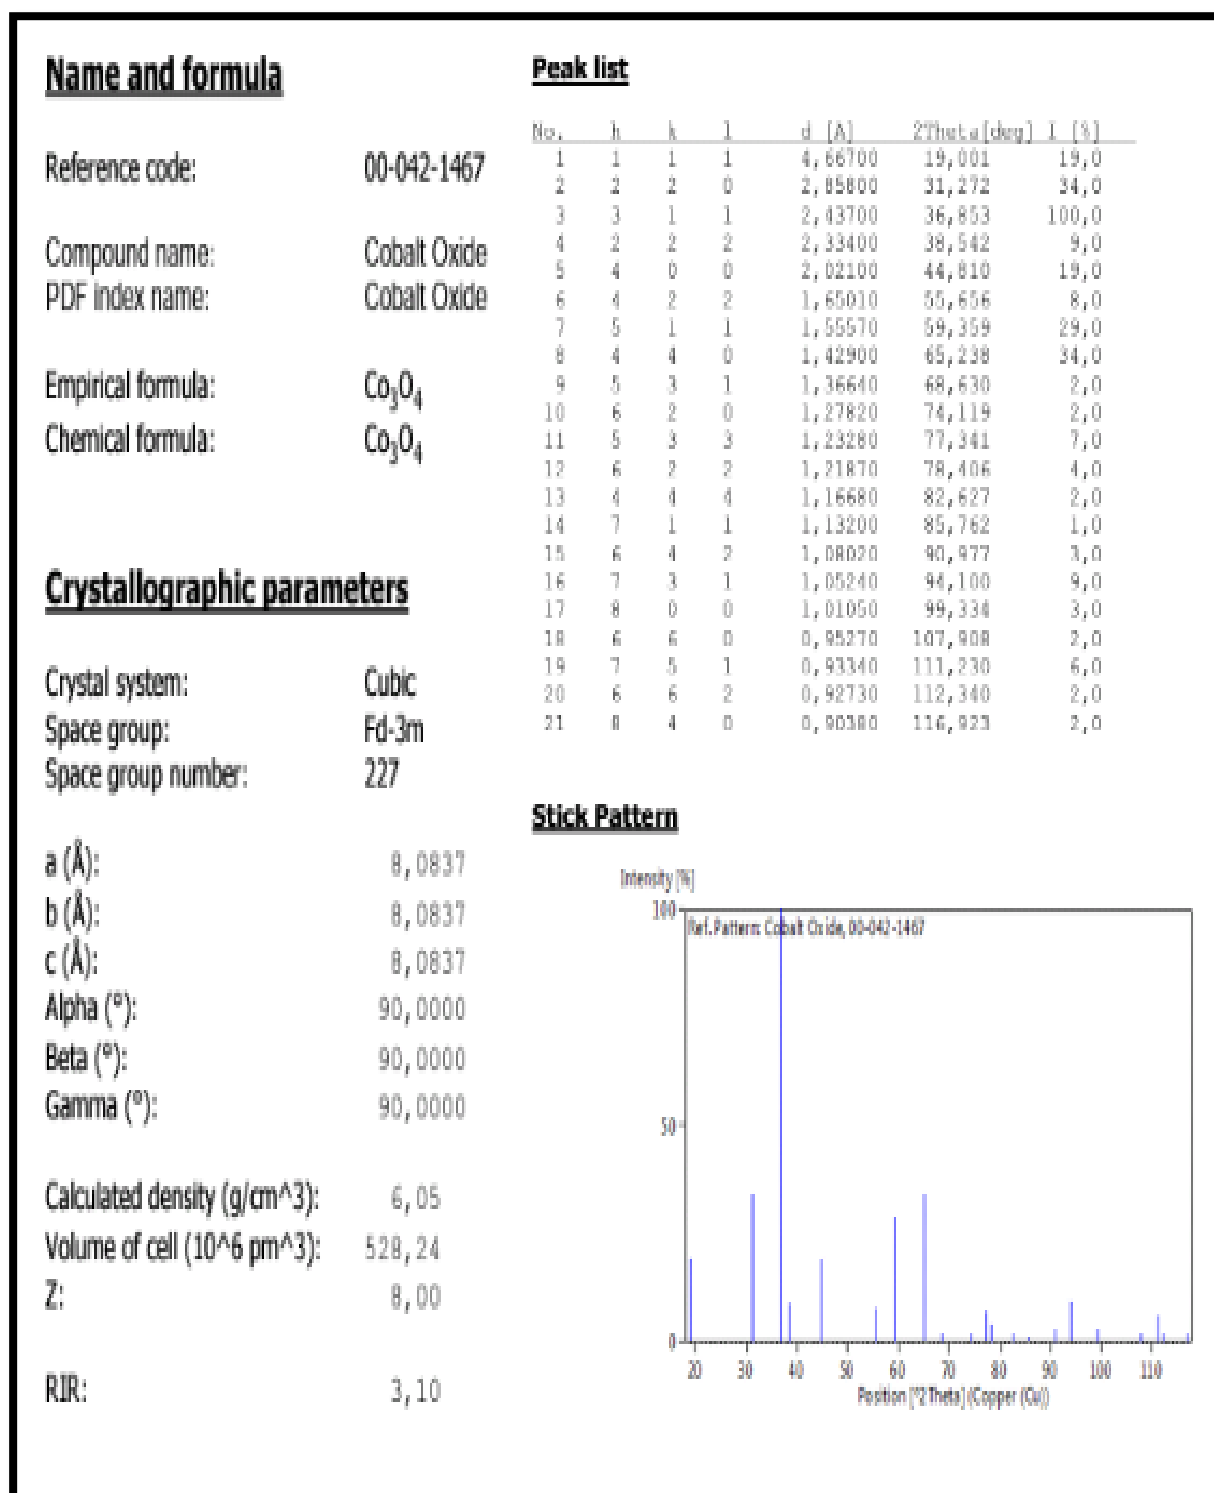 Name and formula
Reference code: 00-042-1467
Compound name: Cobalt Oxide
PDF index name: Cobalt Oxide
Empirical formula: Co3O4
Chemical formula: Co3O4
Crystallographic parameters
Crystal system: Cubic
Space group: Fd-3m
Space group number: 227
a (Å): 8,0837
b (Å): 8,0837
c (Å): 8,0837
Alpha (°): 90,0000
Beta (°): 90,0000
Gamma (°): 90,0000
Calculated density (g/cm^3): 6,05
Volume of cell (10^6 pm^3): 528,24
Z: 8,00
RIR: 3,10
Peak list
No. h k l d [A] 2Theta[deg] I [%]
1 1 1 1 4,66700 19,001 19,0
2 2 2 0 2,85800 31,272 34,0
3 3 1 1 2,43700 36,853 100,0
4 2 2 2 2,33400 38,542 9,0
5 4 0 0 2,02100 44,810 19,0
6 4 2 2 1,65010 55,656 8,0
7 5 1 1 1,55570 59,359 29,0
8 4 4 0 1,42900 65,238 34,0
9 5 3 1 1,36640 68,630 2,0
10 6 2 0 1,27820 74,119 2,0
11 5 3 3 1,23280 77,341 7,0
12 6 2 2 1,21870 78,406 4,0
13 4 4 4 1,16680 82,627 2,0
14 7 1 1 1,13200 85,762 1,0
15 6 4 2 1,08020 90,977 3,0
16 7 3 1 1,05240 94,100 9,0
17 8 0 0 1,01050 99,334 3,0
18 6 6 0 0,95270 107,908 2,0
19 7 5 1 0,93340 111,230 6,0
20 6 6 2 0,92730 112,340 2,0
21 8 4 0 0,90380 116,923 2,0
Stick Pattern
Intensity [%]
100
Ref. Pattern: Cobalt Oxide, 00-042-1467
50
0
20 30 40 50 60 70 80 90 100 110
Position [°2Theta] (Copper (Cu))